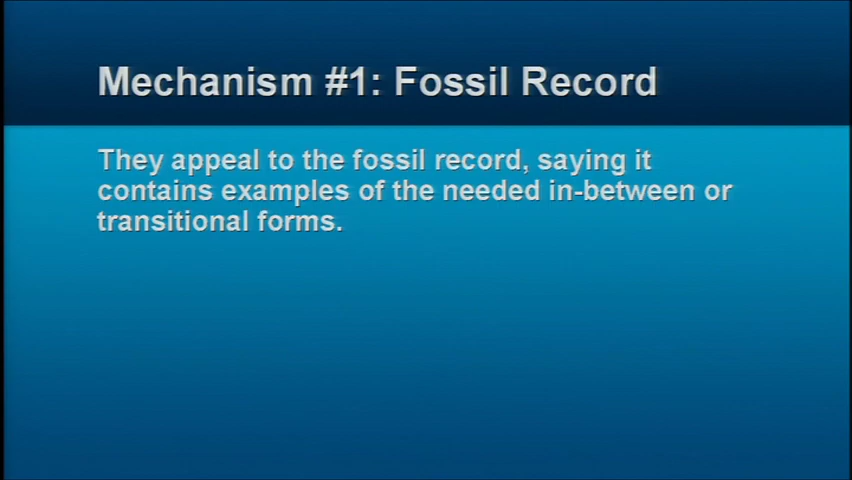 Mechanism #1: Fossil Record
They appeal to the fossil record, saying it
contains examples of the needed in-between or
transitional forms.